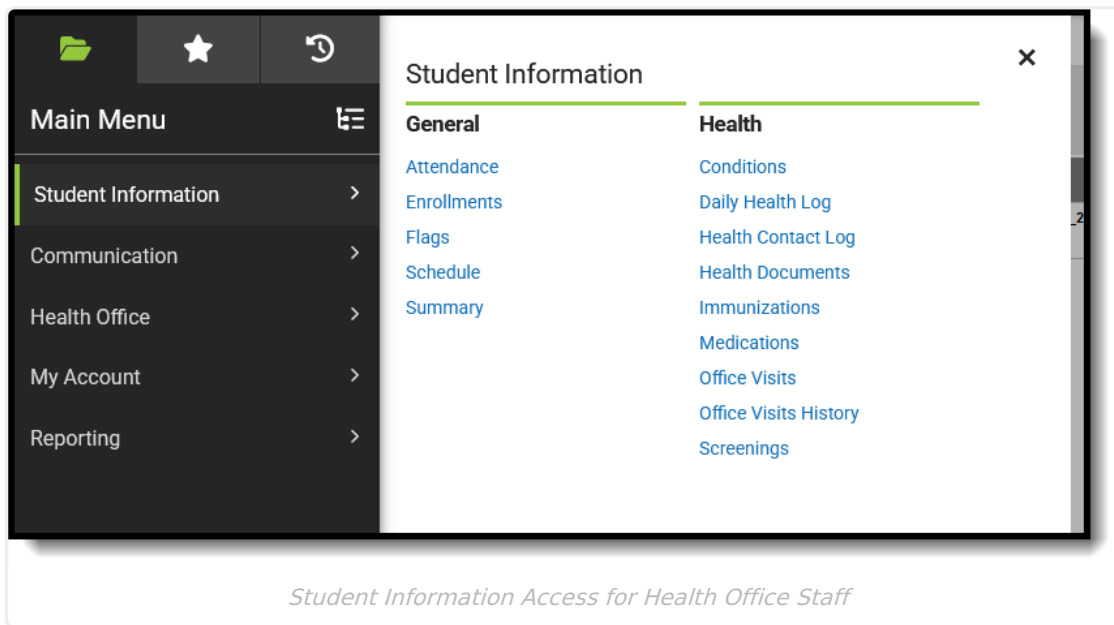 Main Menu
Student Information
Communication
Health Office
My Account
Reporting
Student Information
General
Attendance
Enrollments
Flags
Schedule
Summary
Health
Conditions
Daily Health Log
Health Contact Log
Health Documents
Immunizations
Medications
Office Visits
Office Visits History
Screenings
_2
Student Information Access for Health Office Staff